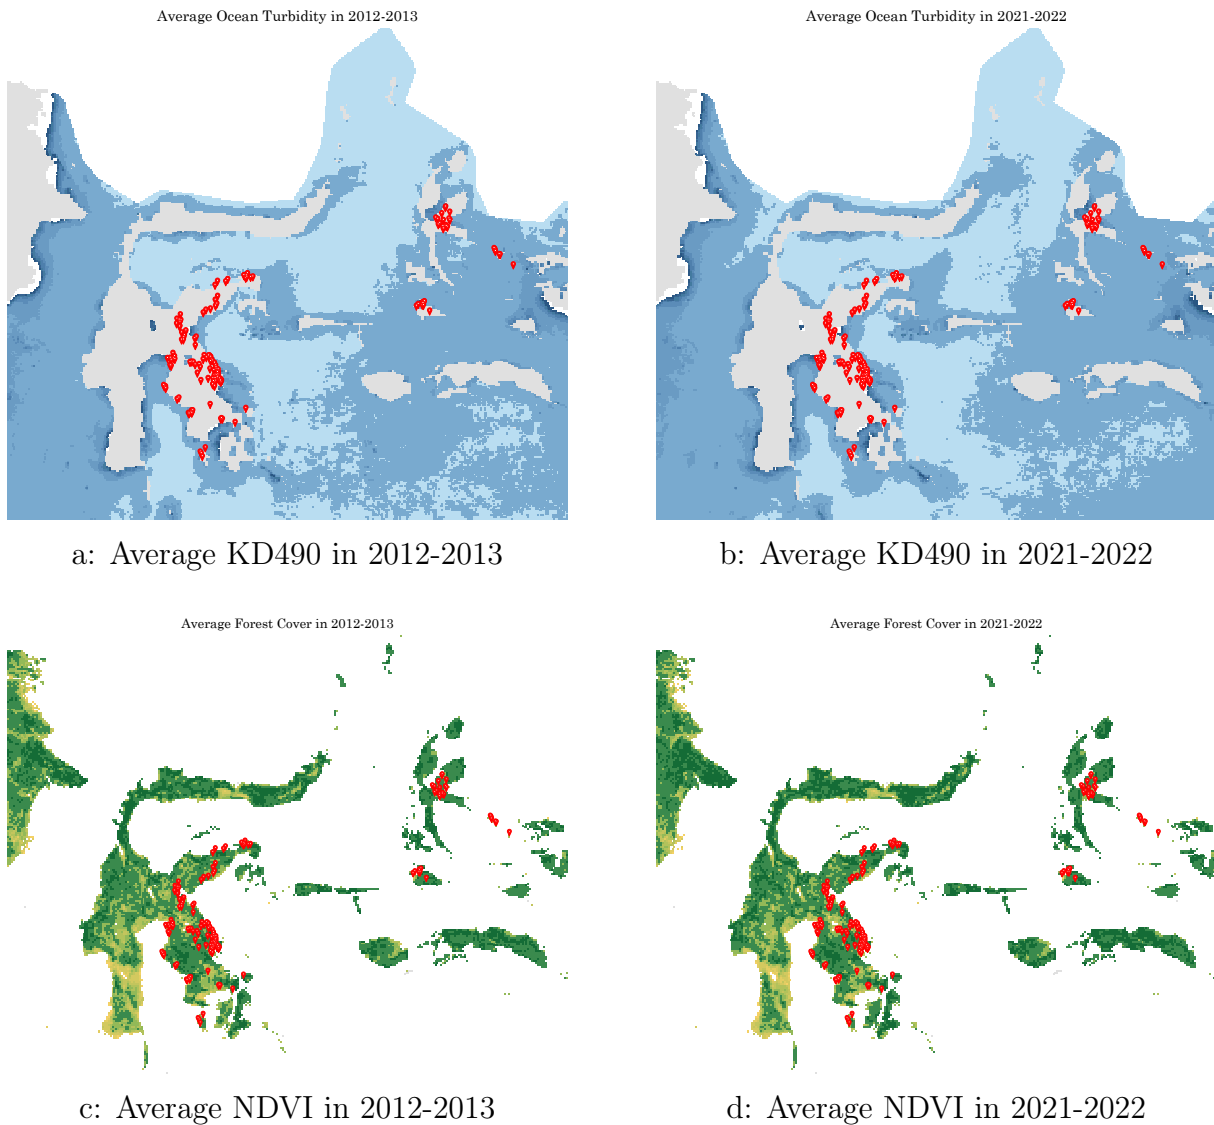 Average Ocean Turbidity in 2012-2013
Average Ocean Turbidity in 2021-2022
a: Average KD490 in 2012-2013
b: Average KD490 in 2021-2022
Average Forest Cover in 2012-2013
Average Forest Cover in 2021-2022
c: Average NDVI in 2012-2013
d: Average NDVI in 2021-2022